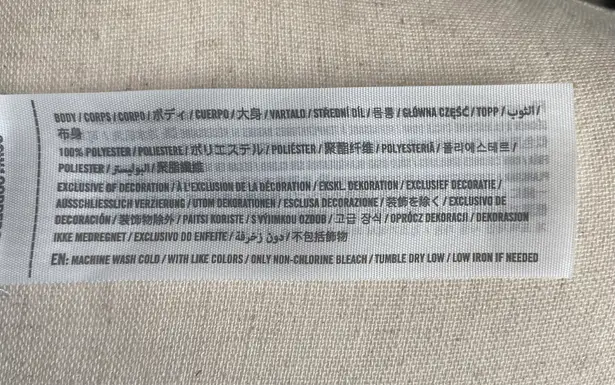 BODY / CORPS / CORPO / ボディ / CUERPO / 大身 / VARTALO / STŘEDNÍ DÍL / 몸통 / GŁÓWNA CZĘŚĆ / TOPP / الثوب /
布身
100% POLYESTER / POLIESTERE / ポリエステル / POLIÉSTER / 聚酯纤维 / POLYESTERIÄ / 폴리에스테르 /
POLIESTER / البوليستر / 聚酯纖維
EXCLUSIVE OF DECORATION / À L'EXCLUSION DE LA DÉCORATION / EKSKL. DEKORATION / EXCLUSIEF DECORATIE /
AUSSCHLIESSLICH VERZIERUNG / UTOM DEKORATIONEN / ESCLUSA DECORAZIONE / 装飾を除く / EXCLUSIVO DE
DECORACIÓN / 装饰物除外 / PAITSI KORISTE / S VÝJIMKOU OZDOB / 고급 장식 / OPRÓCZ DEKORACJI / DEKORASJON
IKKE MEDREGNET / EXCLUSIVO DO ENFEITE / دون زخرفة / 不包括飾物
EN: MACHINE WASH COLD / WITH LIKE COLORS / ONLY NON-CHLORINE BLEACH / TUMBLE DRY LOW / LOW IRON IF NEEDED